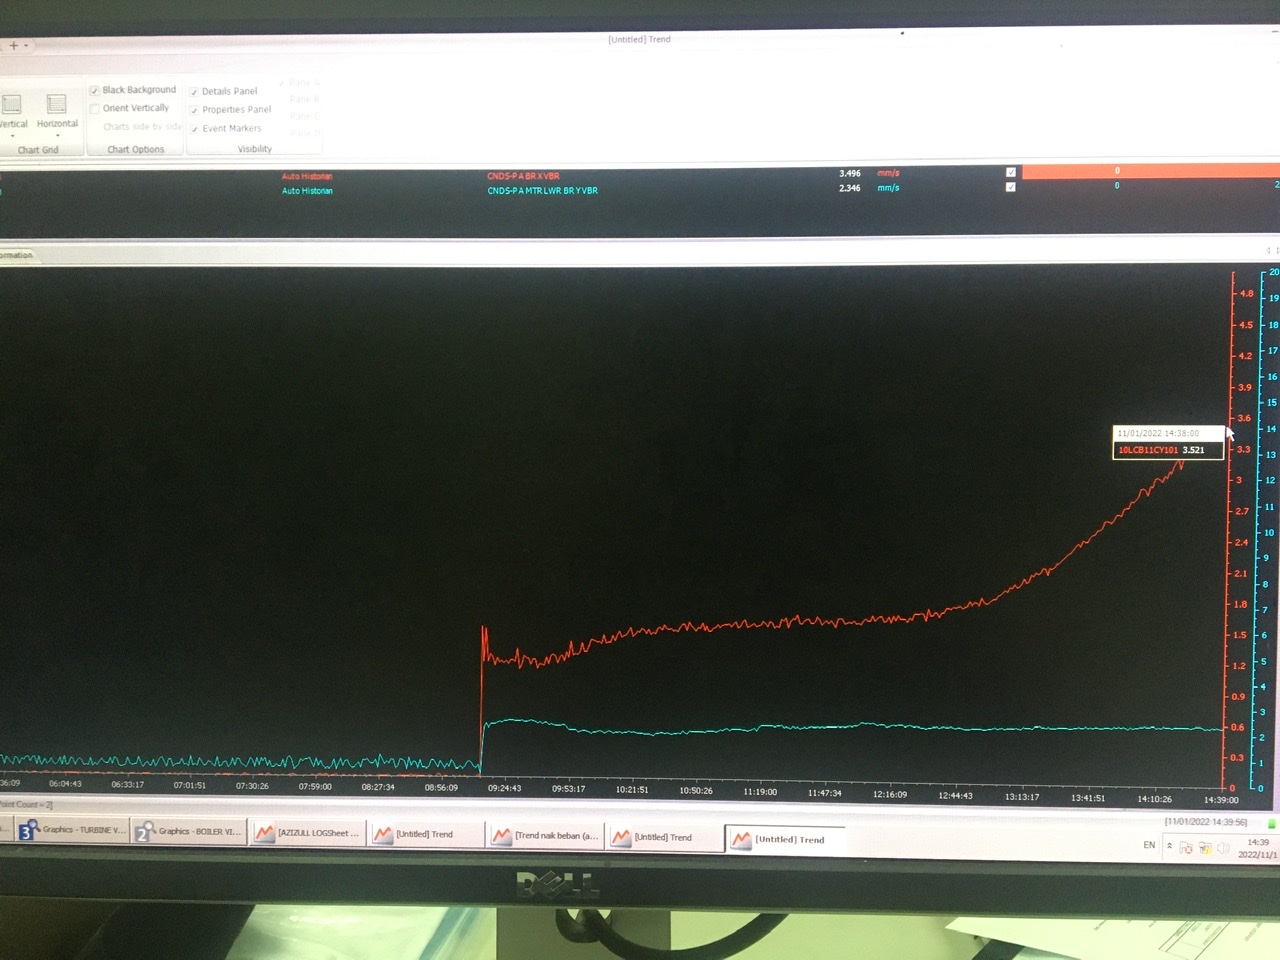 [Untitled] Trend
Black Background
Orient Vertically
Charts side by side
Details Panel
Properties Panel
Event Markers
Vertical
Horizontal
Chart Grid
Chart Options
Visibility
Auto Historian CNDS-P A BR X VBR 3.496 mm/s 0
Auto Historian CNDS-P A MTR LWR BR Y VBR 2.346 mm/s 0 2
ormation
4.8
4.5
4.2
3.9
3.6
3.3
3
2.7
2.4
2.1
1.8
1.5
1.2
0.9
0.6
0.3
0
20
19
18
17
16
15
14
13
12
11
10
9
8
7
6
5
4
3
2
1
0
11/01/2022 14:38:00
10LCB11CY101 3.521
36:09 06:04:43 06:33:17 07:01:51 07:30:26 07:59:00 08:27:34 08:56:09 09:24:43 09:53:17 10:21:51 10:50:26 11:19:00 11:47:34 12:16:09 12:44:43 13:13:17 13:41:51 14:10:26 14:39:00
Point Count = 2]
[11/01/2022 14:39:56]
3 Graphics - TURBINE V...
2 Graphics - BOILER VI...
[AZIZULL LOGSheet ...
[Untitled] Trend
[Trend naik beban (a...
[Untitled] Trend
[Untitled] Trend
EN
14:39
2022/11/1
DELL